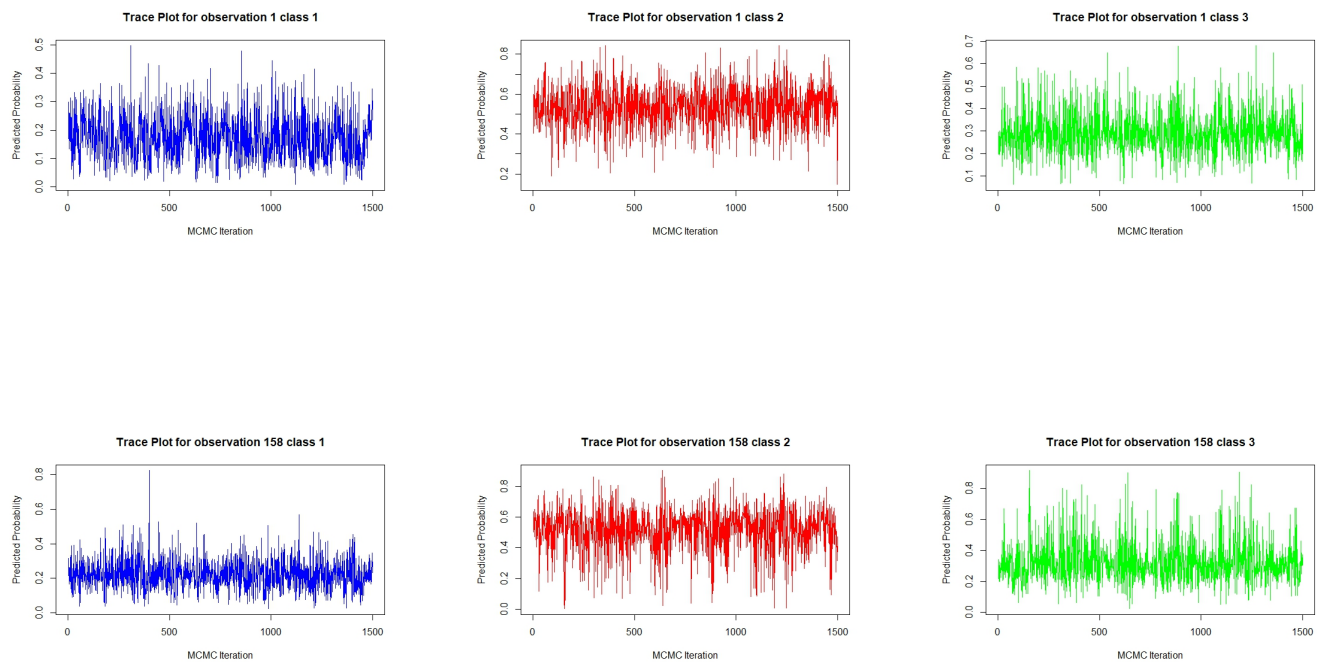 Trace Plot for observation 1 class 1
Predicted Probability
0.0 0.1 0.2 0.3 0.4 0.5
0 500 1000 1500
MCMC Iteration
Trace Plot for observation 1 class 2
Predicted Probability
0.2 0.4 0.6 0.8
0 500 1000 1500
MCMC Iteration
Trace Plot for observation 1 class 3
Predicted Probability
0.1 0.2 0.3 0.4 0.5 0.6 0.7
0 500 1000 1500
MCMC Iteration
Trace Plot for observation 158 class 1
Predicted Probability
0.0 0.2 0.4 0.6 0.8
0 500 1000 1500
MCMC Iteration
Trace Plot for observation 158 class 2
Predicted Probability
0.0 0.2 0.4 0.6 0.8
0 500 1000 1500
MCMC Iteration
Trace Plot for observation 158 class 3
Predicted Probability
0.0 0.2 0.4 0.6 0.8
0 500 1000 1500
MCMC Iteration